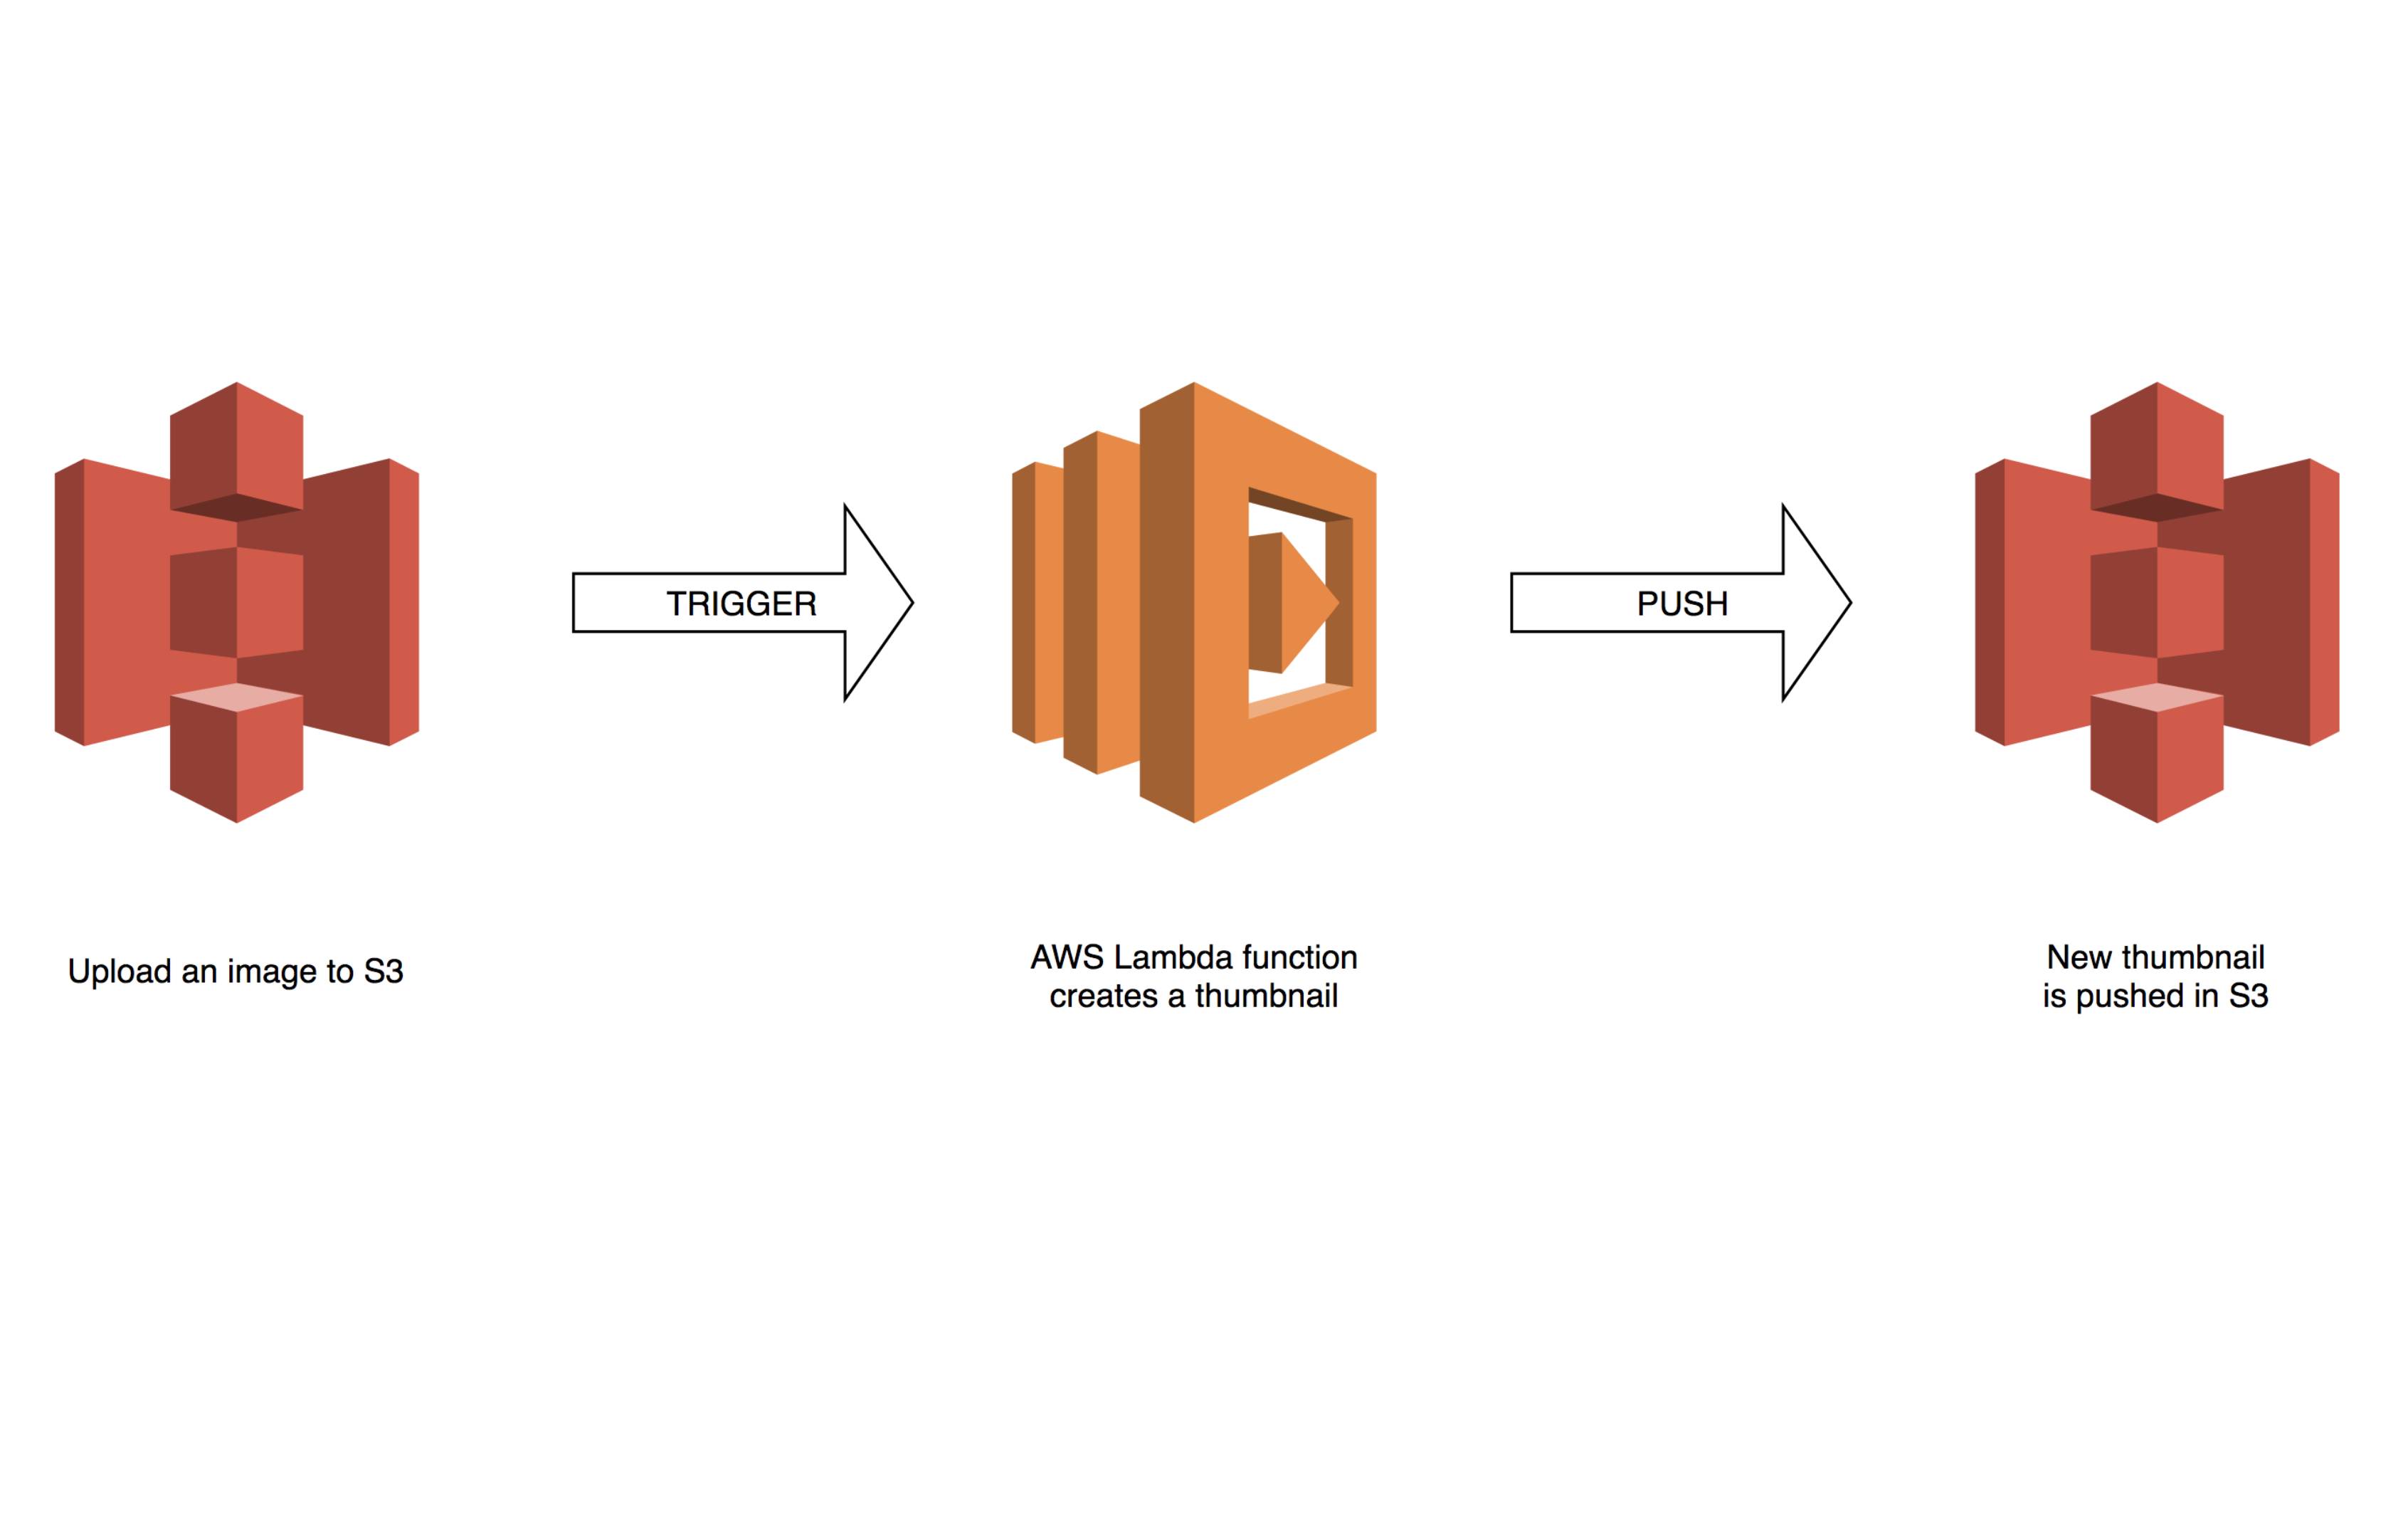 TRIGGER
PUSH
Upload an image to S3
AWS Lambda function
creates a thumbnail
New thumbnail
is pushed in S3